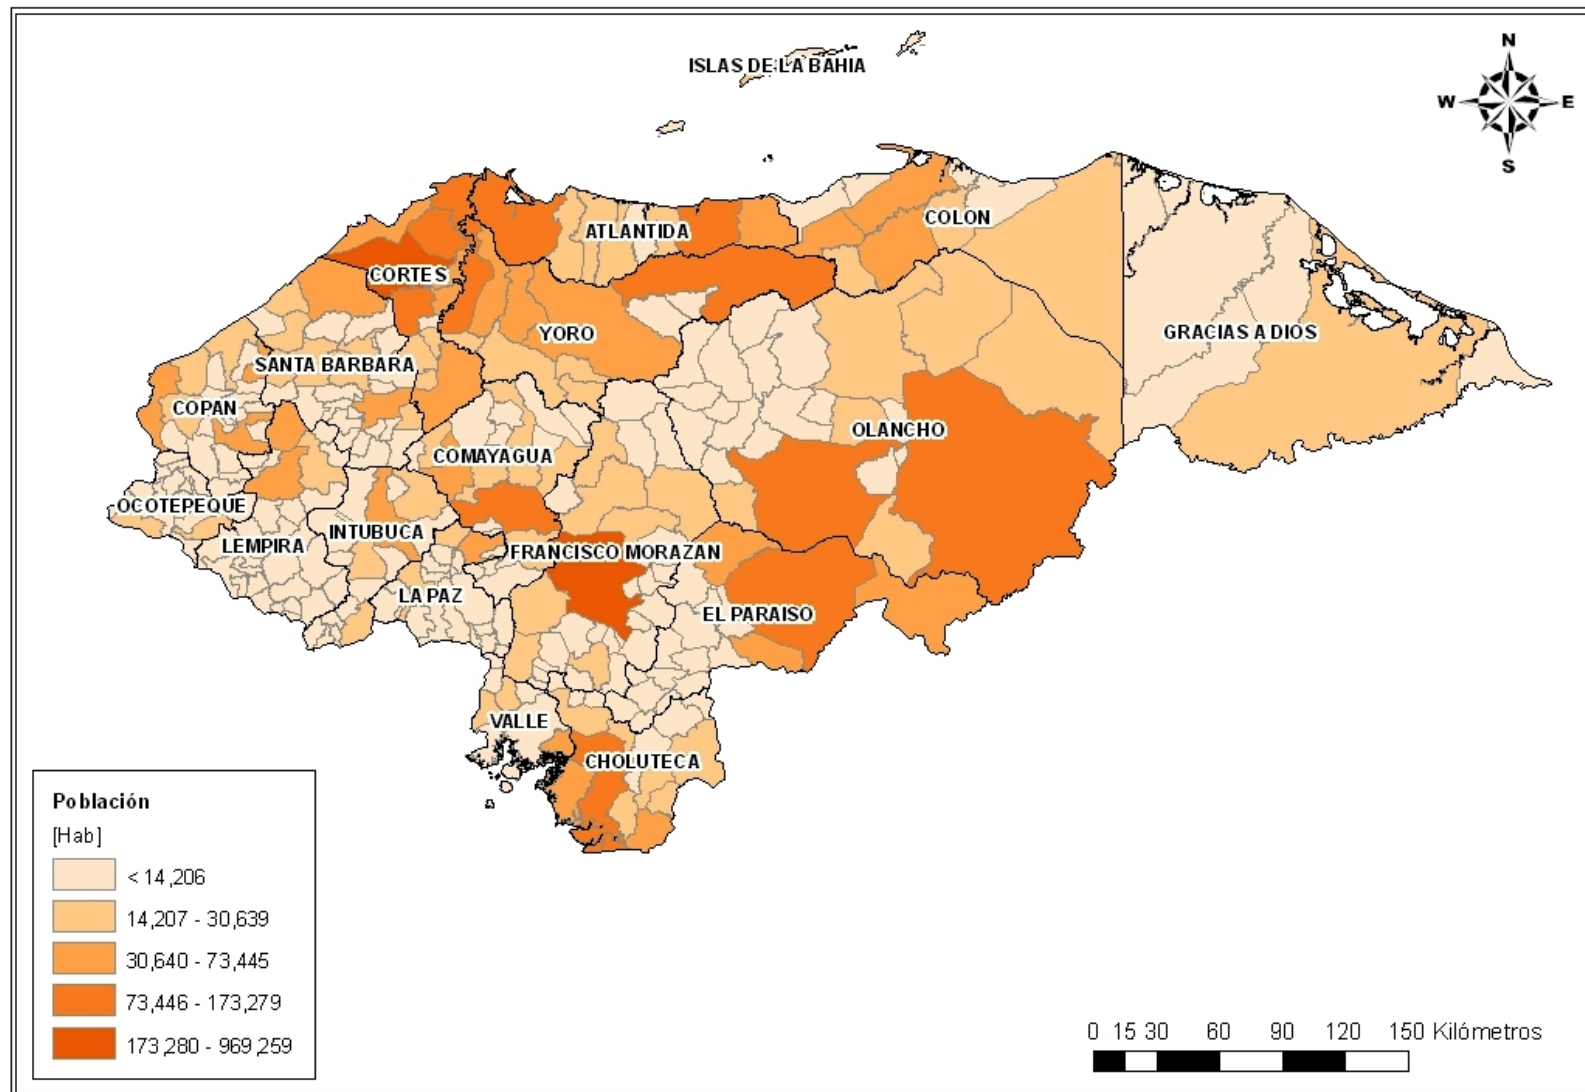 N
ISLAS DE LA BAHIA
W E
S
ATLANTIDA
COLON
CORTES
YORO
GRACIAS A DIOS
SANTA BARBARA
COPAN
OLANCHO
COMAYAGUA
OCOTEPEQUE
INTUBUCA
LEMPIRA
FRANCISCO MORAZAN
LA PAZ
EL PARAISO
VALLE
CHOLUTECA
Población
[Hab]
< 14,206
14,207 - 30,639
30,640 - 73,445
73,446 - 173,279
173,280 - 969,259
0 15 30 60 90 120 150 Kilómetros